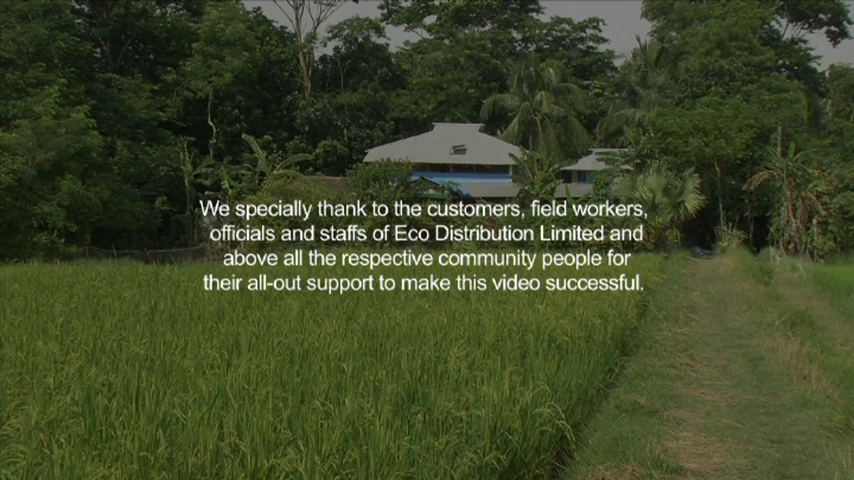 We specially thank to the customers, field workers,
officials and staffs of Eco Distribution Limited and
above all the respective community people for
their all-out support to make this video successful.